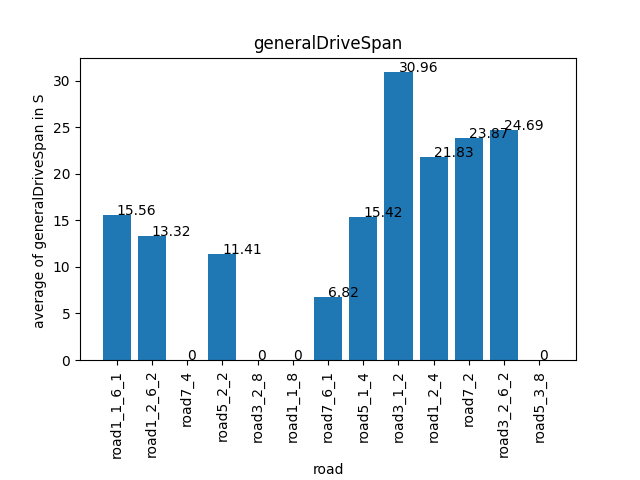 generalDriveSpan
average of generalDriveSpan in S
30
25
20
15
10
5
0
15.56
13.32
0
11.41
0
0
6.82
15.42
30.96
21.83
23.87
24.69
0
road1_1_6_1
road1_2_6_2
road7_4
road5_2_2
road3_2_8
road1_1_8
road7_6_1
road5_1_4
road3_1_2
road1_2_4
road7_2
road3_2_6_2
road5_3_8
road